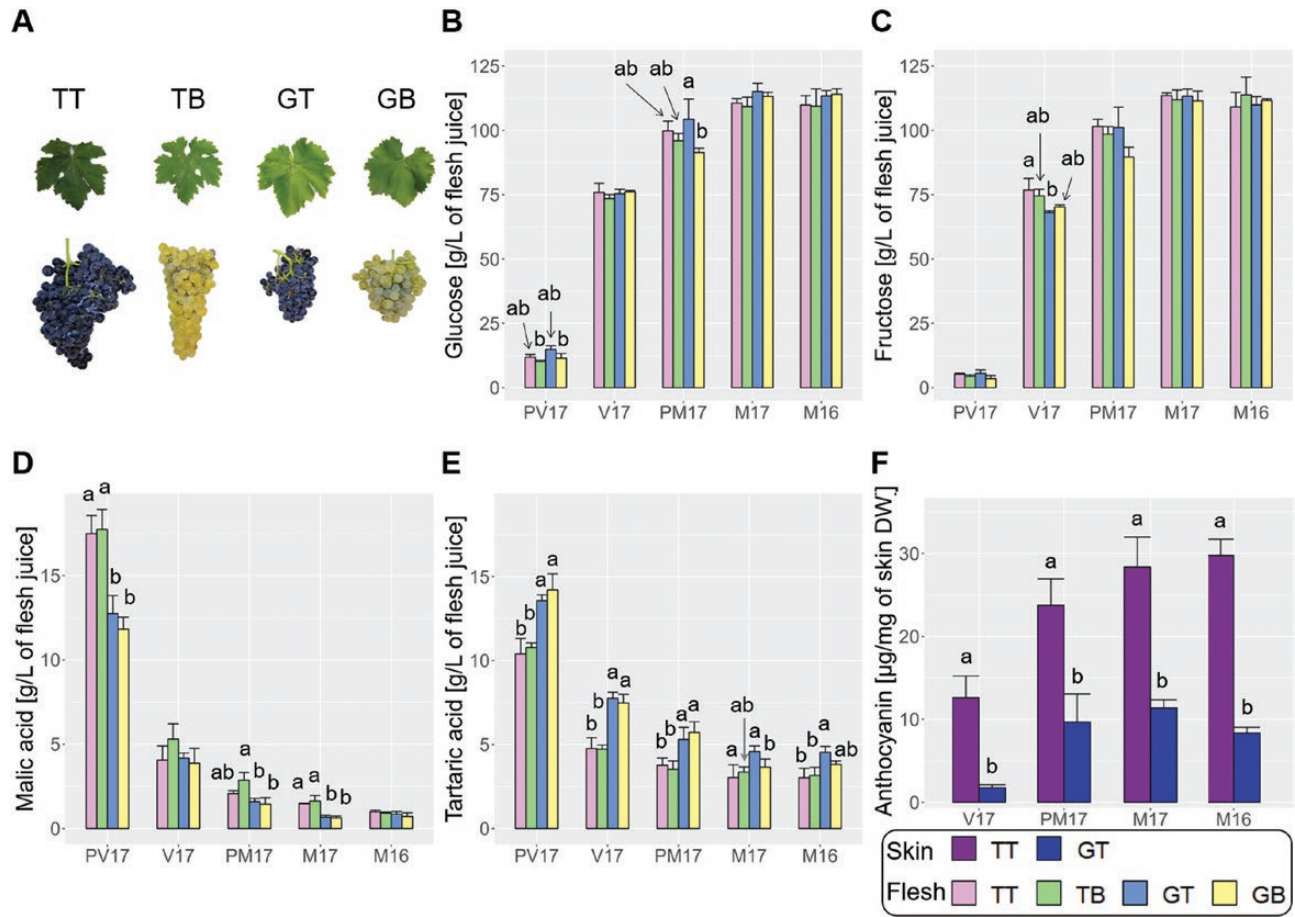 A
TT TB GT GB
B
Glucose [g/L of flesh juice]
125
100
75
50
25
0
ab ab a b
ab b ab b
PV17 V17 PM17 M17 M16
C
Fructose [g/L of flesh juice]
125
100
75
50
25
0
a ab b ab
PV17 V17 PM17 M17 M16
D
Malic acid [g/L of flesh juice]
15
10
5
0
a a b b
ab a b b
a a b b
PV17 V17 PM17 M17 M16
E
Tartaric acid [g/L of flesh juice]
15
10
5
0
b b a a
b b a a
b b a a
a ab a b
b b a ab
PV17 V17 PM17 M17 M16
F
Anthocyanin [µg/mg of skin DW]
30
20
10
0
a b
a b
a b
a b
V17 PM17 M17 M16
Skin TT GT
Flesh TT TB GT GB